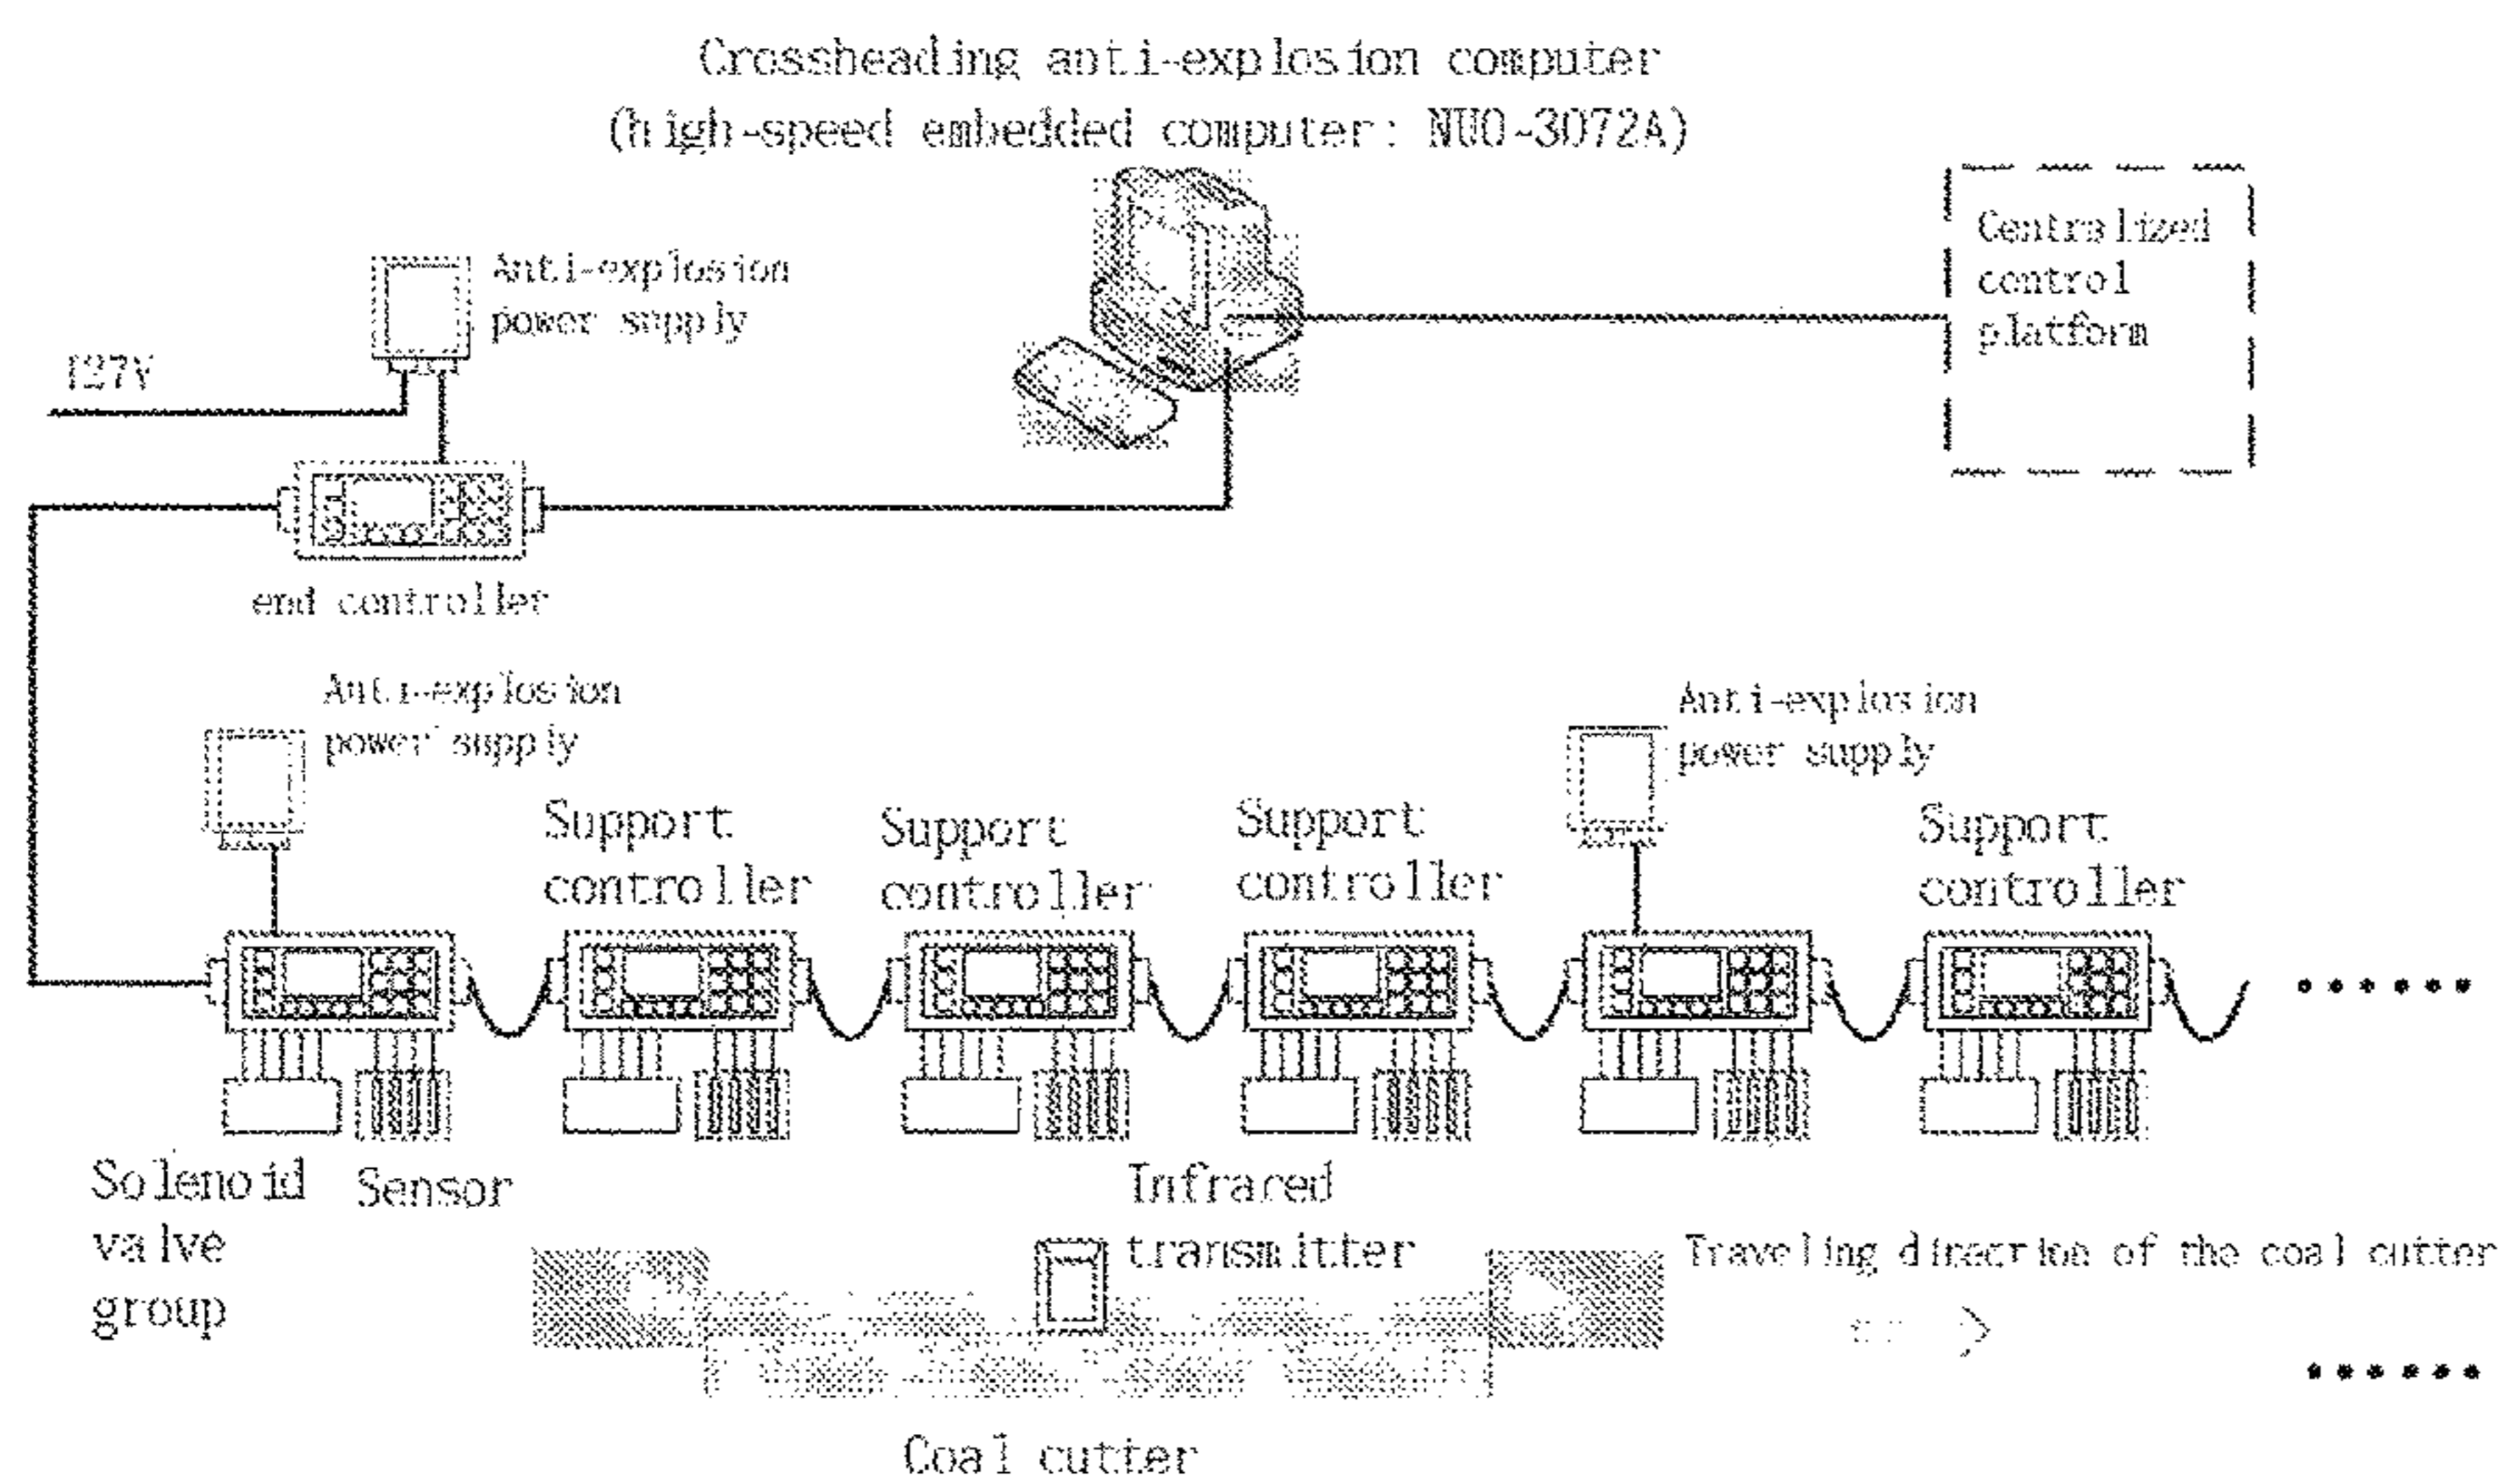 Crossheading anti-explosion computer
(high-speed embedded computer: NUO-3072A)
Centralized
control
platform
Anti-explosion
power supply
127V
end controller
Anti-explosion
power supply
Anti-explosion
power supply
Support
controller
Support
controller
Support
controller
Support
controller
Solenoid
valve
group
Sensor
Infrared
transmitter
Traveling direction of the coal cutter
Coal cutter